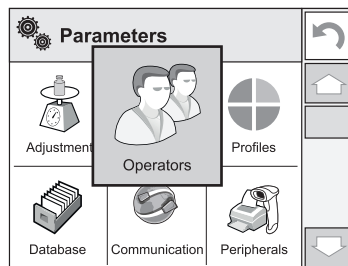 Parameters
Adjustment
Operators
Profiles
Database
Communication
Peripherals